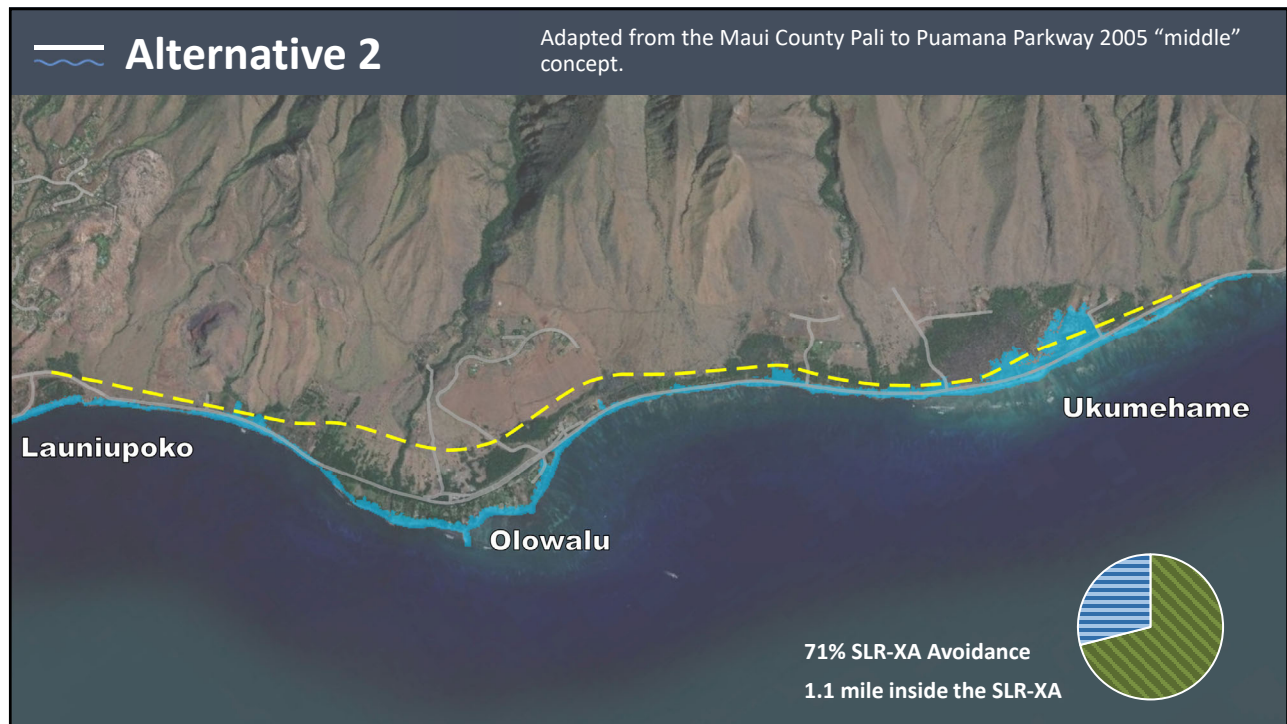 Alternative 2
Adapted from the Maui County Pali to Puamana Parkway 2005 “middle”
concept.
Launiupoko
Ukumehame
Olowalu
71% SLR-XA Avoidance
1.1 mile inside the SLR-XA